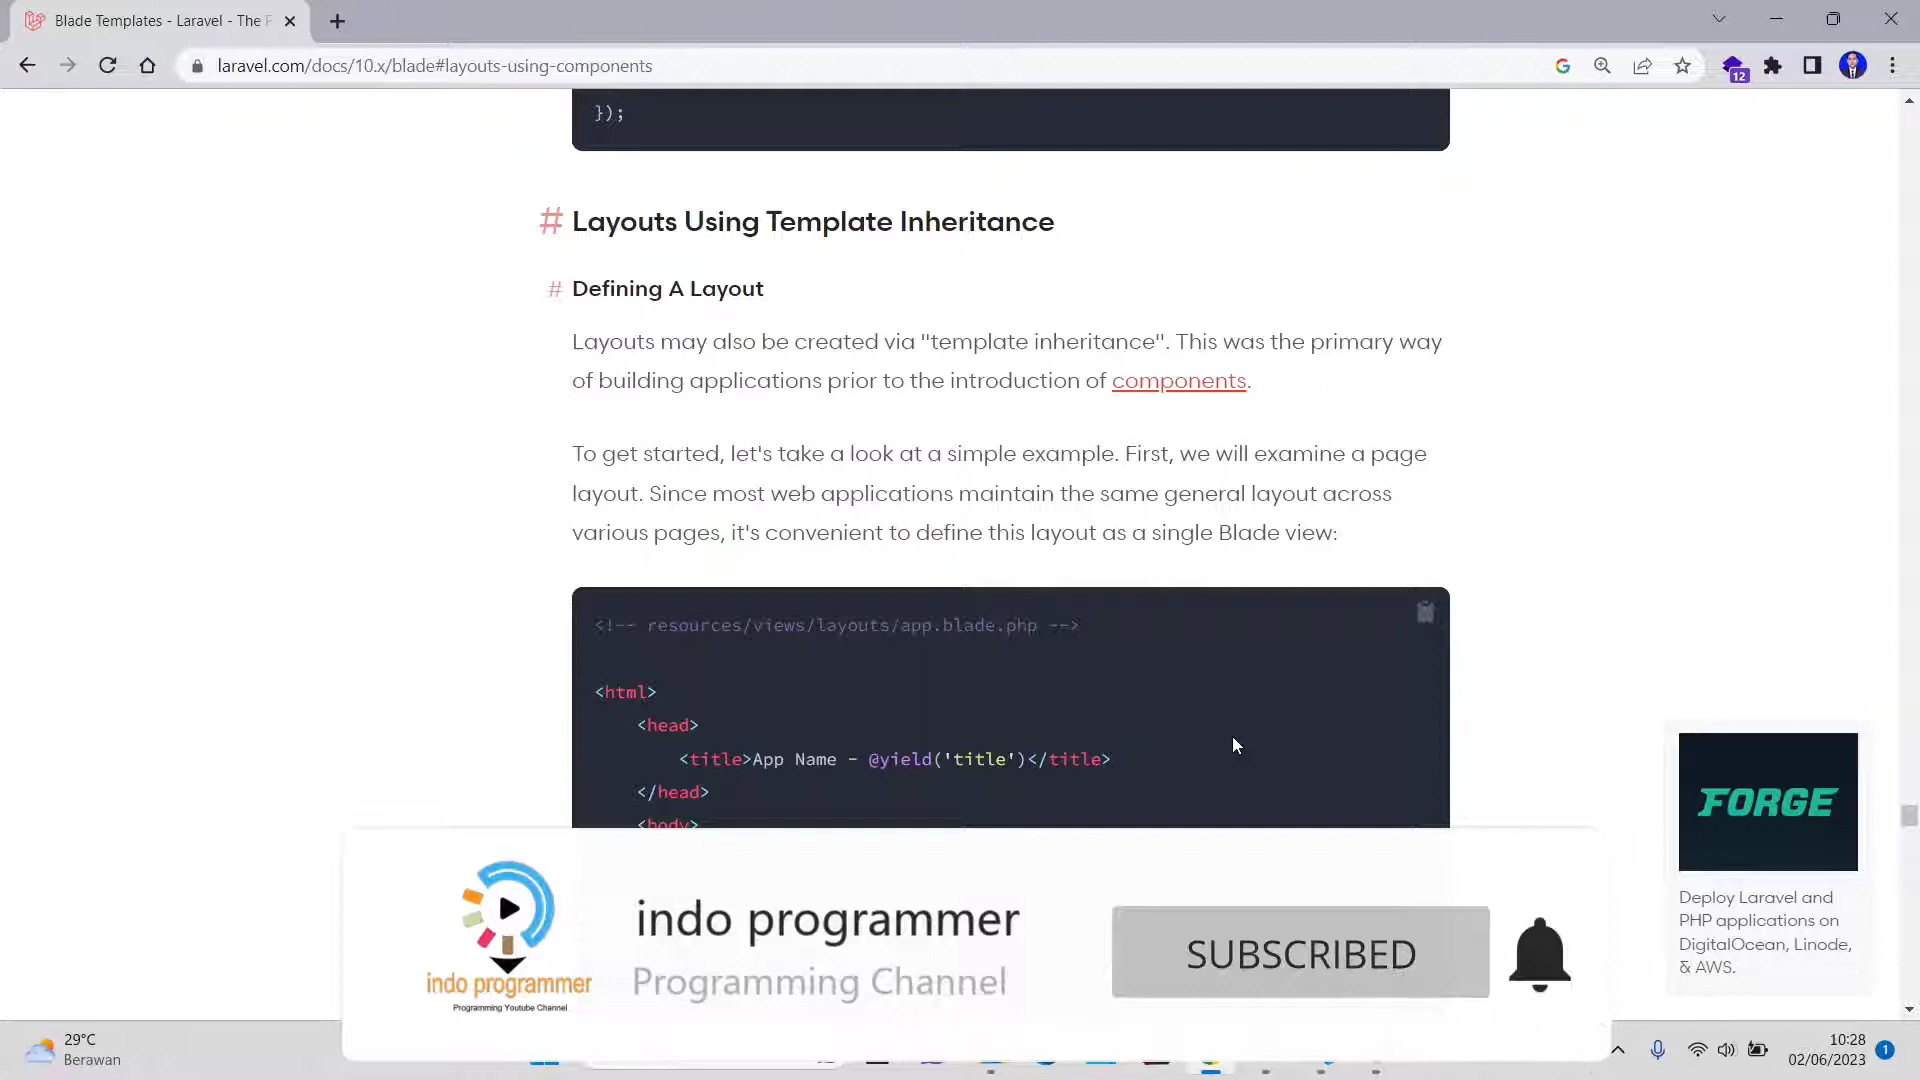 Blade Templates - Laravel - The F
laravel.com/docs/10.x/blade#layouts-using-components
12
});
# Layouts Using Template Inheritance
# Defining A Layout
Layouts may also be created via "template inheritance". This was the primary way
of building applications prior to the introduction of components.
To get started, let's take a look at a simple example. First, we will examine a page
layout. Since most web applications maintain the same general layout across
various pages, it's convenient to define this layout as a single Blade view:
<!-- resources/views/layouts/app.blade.php -->
<html>
<head>
<title>App Name - @yield('title')</title>
</head>
<body>
FORGE
Deploy Laravel and
PHP applications on
DigitalOcean, Linode,
& AWS.
indo programmer
Programming Channel
SUBSCRIBED
indo programmer
Programming Youtube Channel
29°C
Berawan
10:28
02/06/2023
1